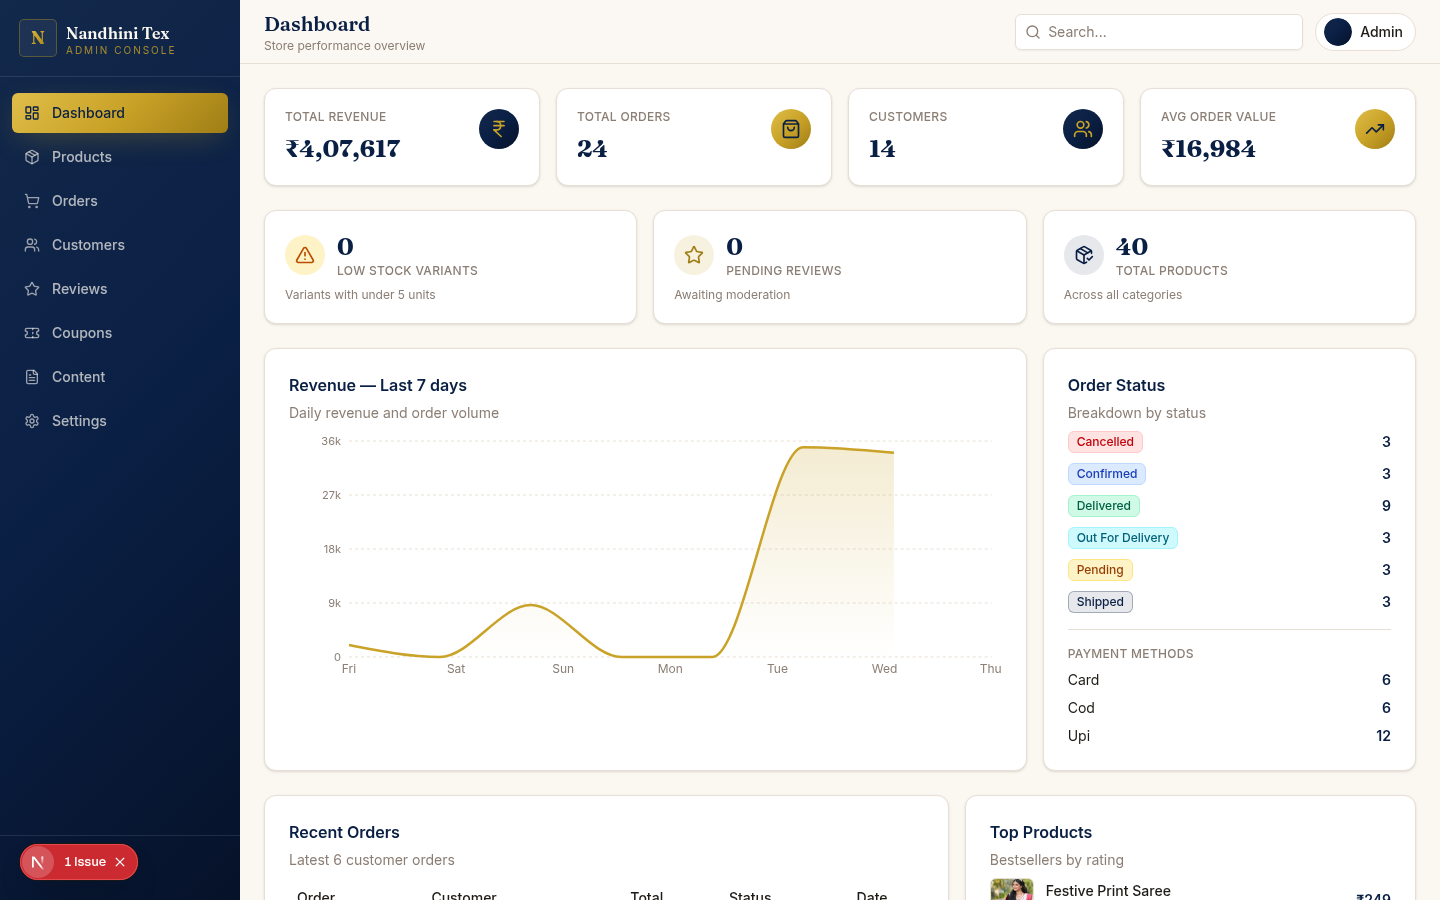 N
Nandhini Tex
ADMIN CONSOLE
Dashboard
Products
Orders
Customers
Reviews
Coupons
Content
Settings
N 1 Issue
Dashboard
Store performance overview
Search...
Admin
TOTAL REVENUE
₹4,07,617
TOTAL ORDERS
24
CUSTOMERS
14
AVG ORDER VALUE
₹16,984
0
LOW STOCK VARIANTS
Variants with under 5 units
0
PENDING REVIEWS
Awaiting moderation
40
TOTAL PRODUCTS
Across all categories
Revenue — Last 7 days
Daily revenue and order volume
36k
27k
18k
9k
0
Fri Sat Sun Mon Tue Wed Thu
Order Status
Breakdown by status
Cancelled 3
Confirmed 3
Delivered 9
Out For Delivery 3
Pending 3
Shipped 3
PAYMENT METHODS
Card 6
Cod 6
Upi 12
Recent Orders
Latest 6 customer orders
Order Customer Total Status Date
Top Products
Bestsellers by rating
Festive Print Saree
₹249